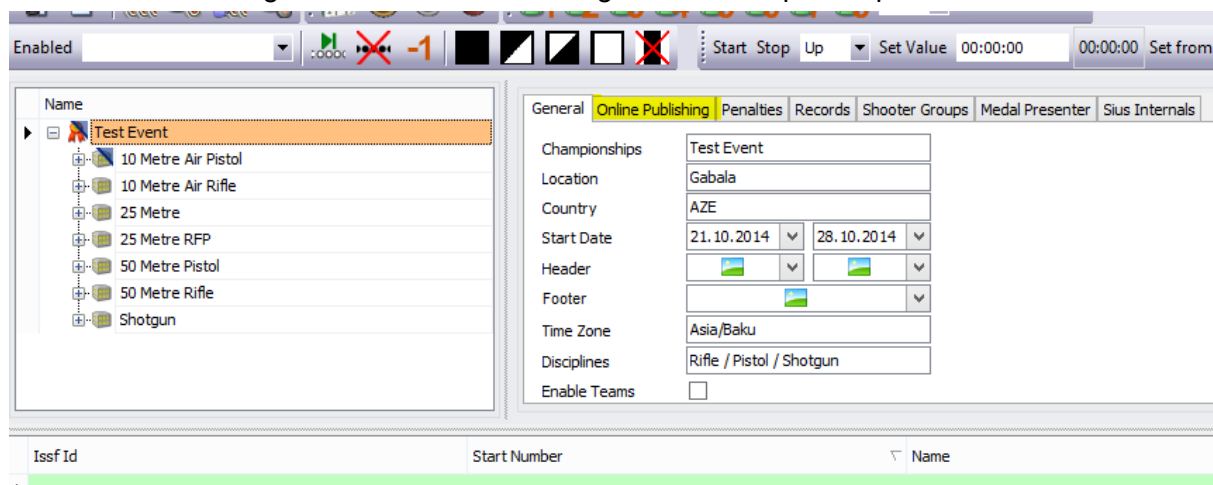 Enabled -1 Start Stop Up Set Value 00:00:00 00:00:00 Set from
Name
Test Event
10 Metre Air Pistol
10 Metre Air Rifle
25 Metre
25 Metre RFP
50 Metre Pistol
50 Metre Rifle
Shotgun
General Online Publishing Penalties Records Shooter Groups Medal Presenter Sius Internals
Championships Test Event
Location Gabala
Country AZE
Start Date 21.10.2014 28.10.2014
Header
Footer
Time Zone Asia/Baku
Disciplines Rifle / Pistol / Shotgun
Enable Teams
Issf Id Start Number Name